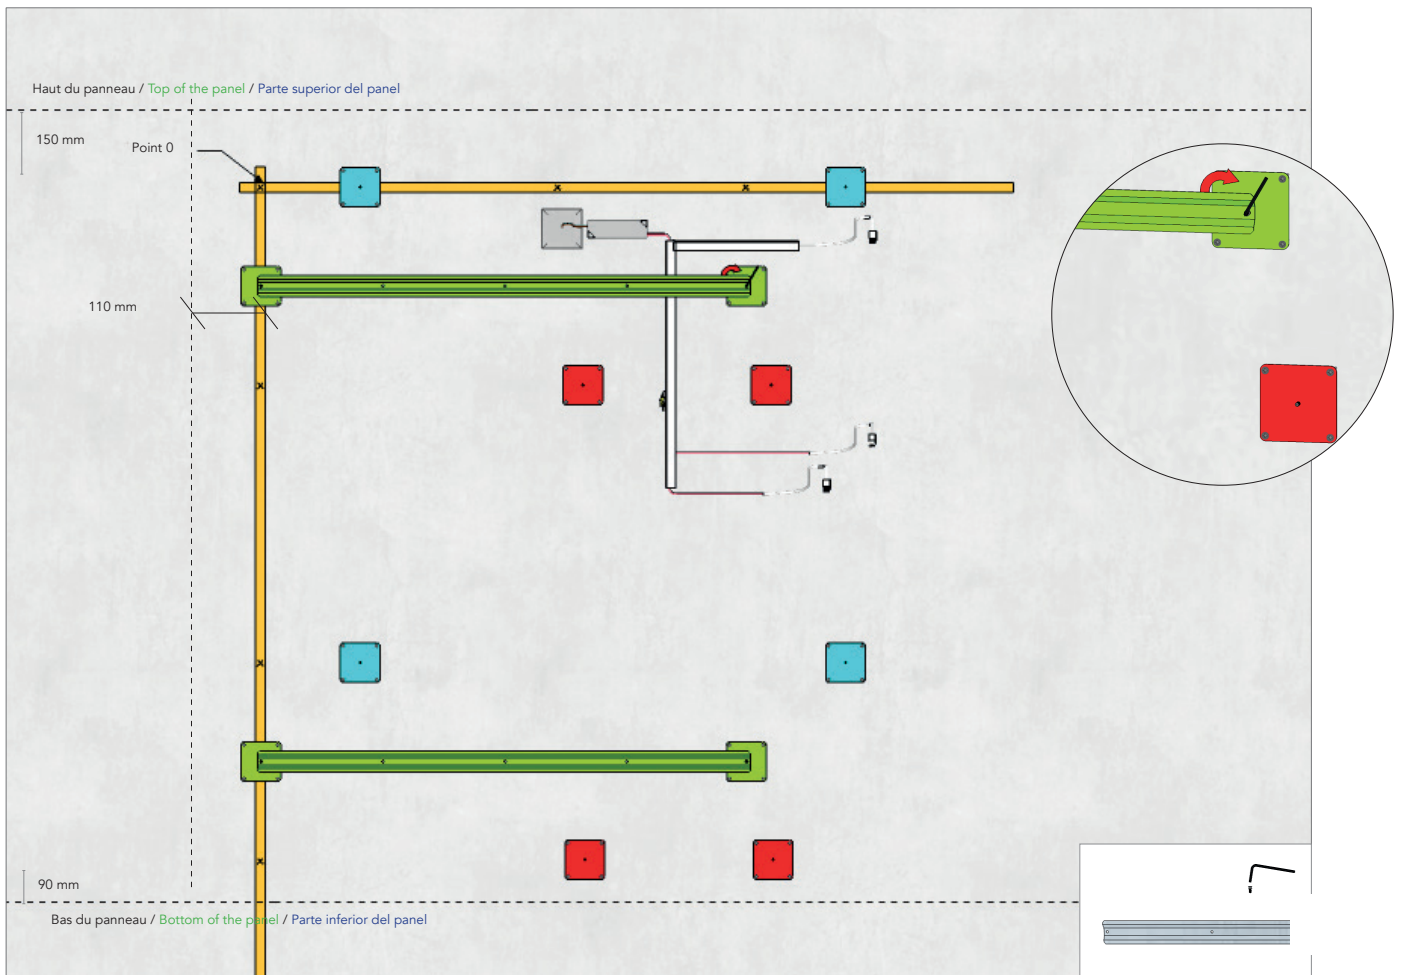 Haut du panneau / Top of the panel / Parte superior del panel
150 mm
Point 0
110 mm
90 mm
Bas du panneau / Bottom of the panel / Parte inferior del panel